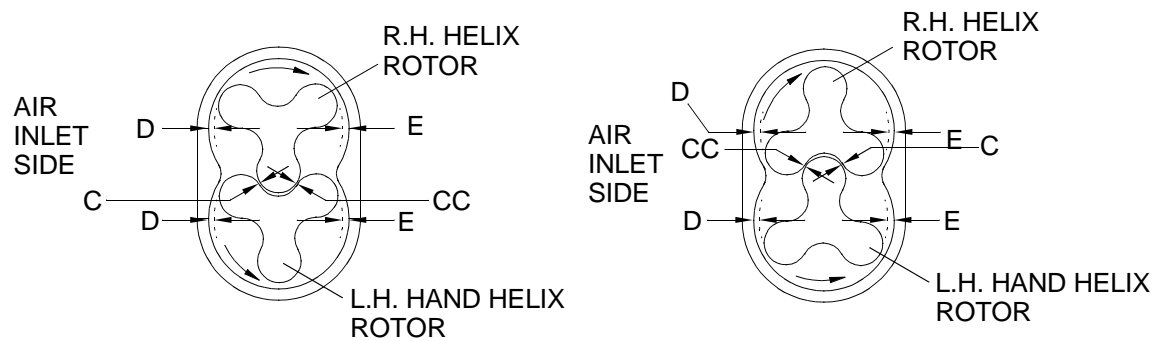 R.H. HELIX
ROTOR
AIR
INLET
SIDE
D
E
C
CC
D
E
L.H. HAND HELIX
ROTOR
R.H. HELIX
ROTOR
D
AIR
INLET
SIDE
E
CC
C
D
E
L.H. HAND HELIX
ROTOR